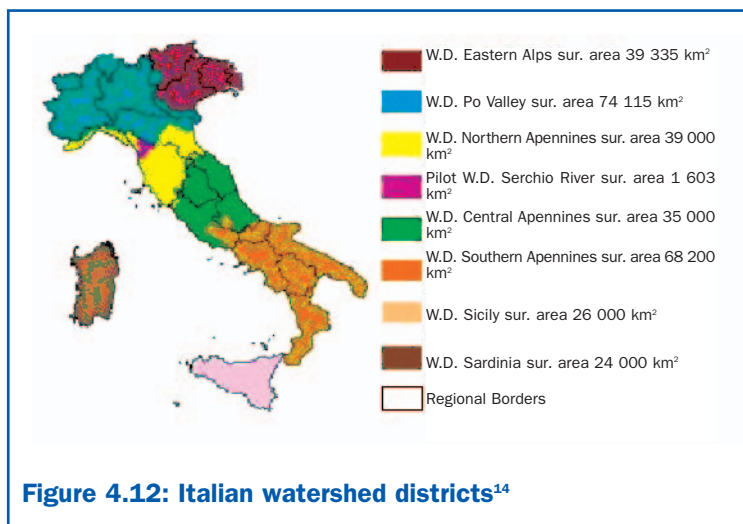 W.D. Eastern Alps sur. area 39 335 km²
W.D. Po Valley sur. area 74 115 km²
W.D. Northern Apennines sur. area 39 000
km²
Pilot W.D. Serchio River sur. area 1 603
km²
W.D. Central Apennines sur. area 35 000
km²
W.D. Southern Apennines sur. area 68 200
km²
W.D. Sicily sur. area 26 000 km²
W.D. Sardinia sur. area 24 000 km²
Regional Borders
Figure 4.12: Italian watershed districts¹⁴